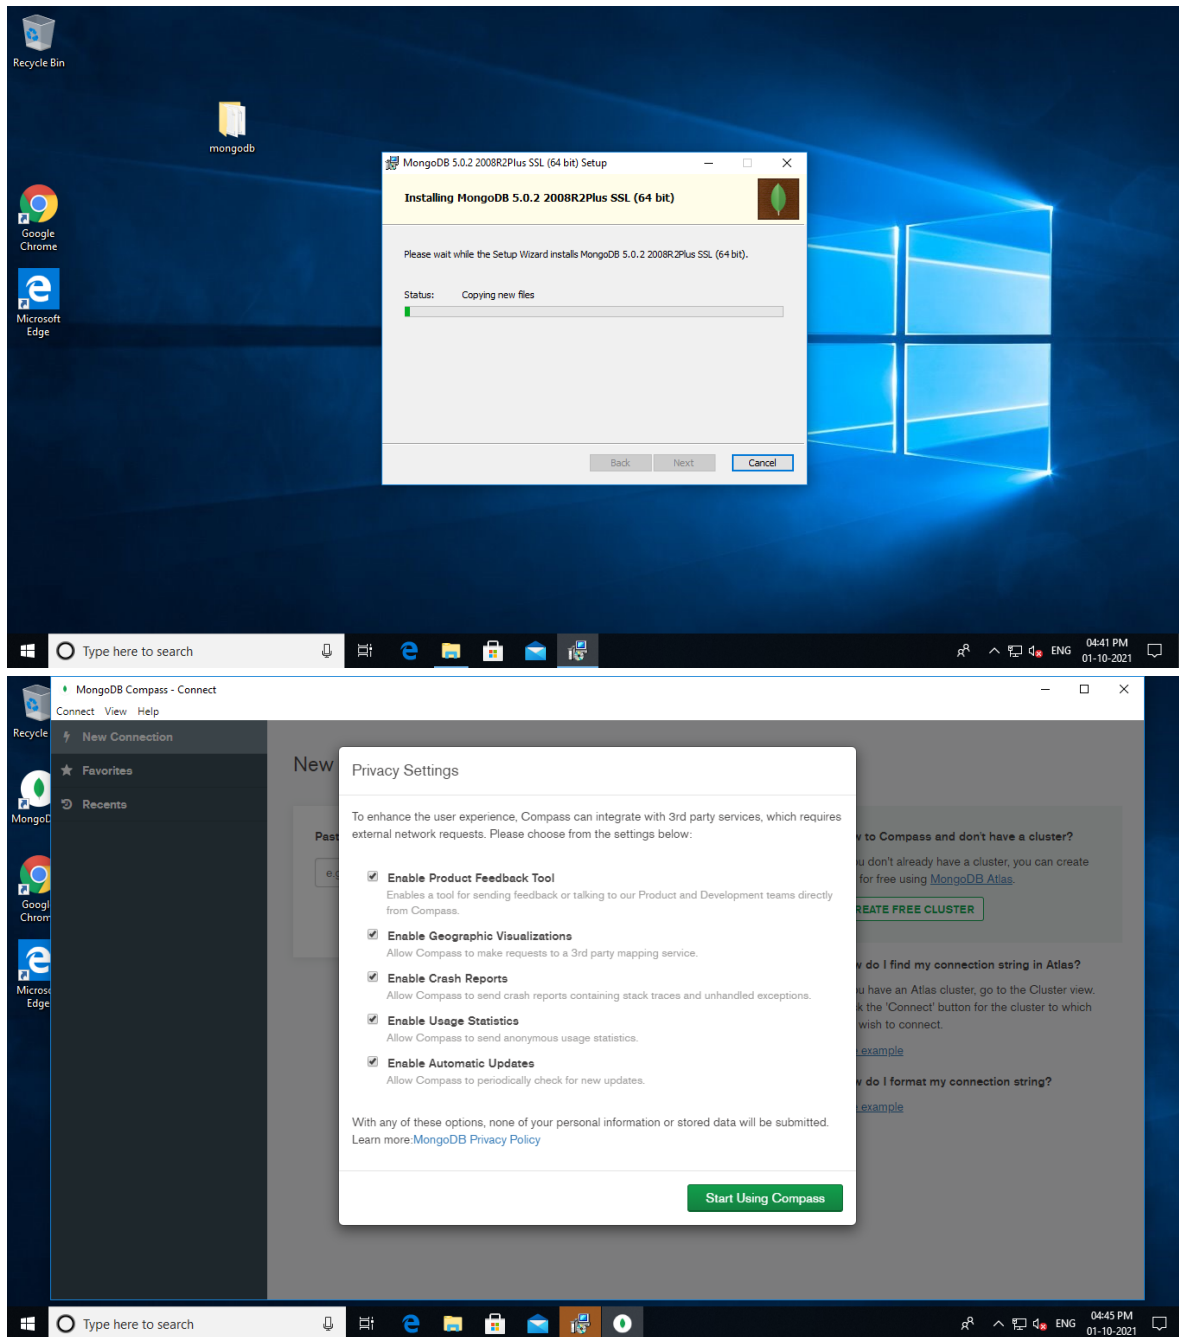 Recycle Bin
mongodb
Google
Chrome
Microsoft
Edge
MongoDB 5.0.2 2008R2Plus SSL (64 bit) Setup
Installing MongoDB 5.0.2 2008R2Plus SSL (64 bit)
Please wait while the Setup Wizard installs MongoDB 5.0.2 2008R2Plus SSL (64 bit).
Status: Copying new files
Back Next Cancel
Type here to search
ENG
04:41 PM
01-10-2021
MongoDB Compass - Connect
Connect View Help
Recycle
MongoD
Googl
Chrom
Micros
Edge
New Connection
Favorites
Recents
New
Past
e.g
Privacy Settings
To enhance the user experience, Compass can integrate with 3rd party services, which requires
external network requests. Please choose from the settings below:
Enable Product Feedback Tool
Enables a tool for sending feedback or talking to our Product and Development teams directly
from Compass.
Enable Geographic Visualizations
Allow Compass to make requests to a 3rd party mapping service.
Enable Crash Reports
Allow Compass to send crash reports containing stack traces and unhandled exceptions.
Enable Usage Statistics
Allow Compass to send anonymous usage statistics.
Enable Automatic Updates
Allow Compass to periodically check for new updates.
With any of these options, none of your personal information or stored data will be submitted.
Learn more:MongoDB Privacy Policy
Start Using Compass
w to Compass and don't have a cluster?
ou don't already have a cluster, you can create
for free using MongoDB Atlas.
REATE FREE CLUSTER
w do I find my connection string in Atlas?
ou have an Atlas cluster, go to the Cluster view.
k the 'Connect' button for the cluster to which
wish to connect.
example
w do I format my connection string?
example
Type here to search
ENG
04:45 PM
01-10-2021